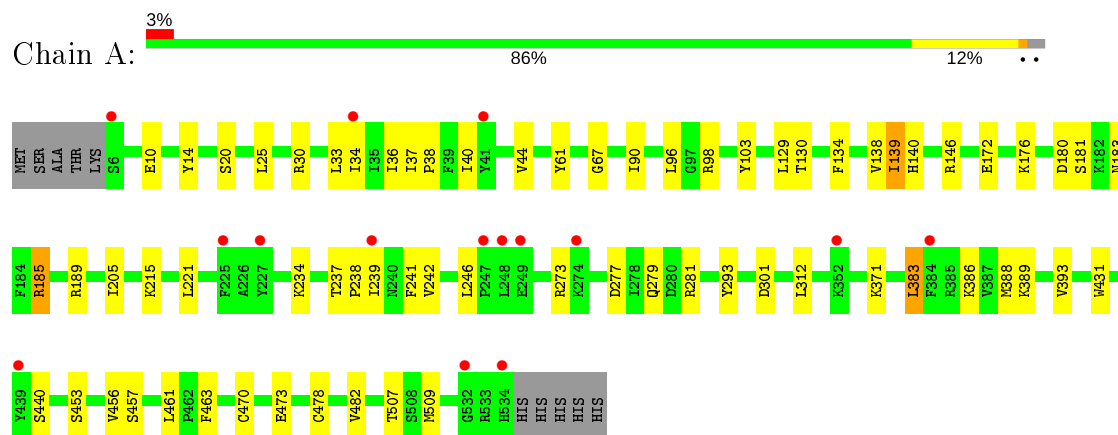 3%
Chain A:
86% 12% • •
MET SER ALA THR LYS S6 E10 Y14 S20 L25 R30 L33 I34 I35 I36 I37 P38 F39 I40 Y41 V44 Y61 G67 I90 L96 G97 R98 Y103 L129 T130 F134 V138 I139 H140 R146 E172 K176 D180 S181 K182 N183
F184 R185 R189 I205 K215 L221 F225 A226 Y227 K234 T237 P238 I239 N240 F241 V242 L246 P247 L248 E249 R273 K274 D277 I278 Q279 D280 R281 Y293 D301 L312 K352 K371 L383 F384 R385 K386 V387 M388 K389 V393 W431
Y439 S440 S453 V456 S457 L461 P462 F463 C470 E473 C478 V482 T507 S508 M509 G532 R533 H534 HIS HIS HIS HIS HIS